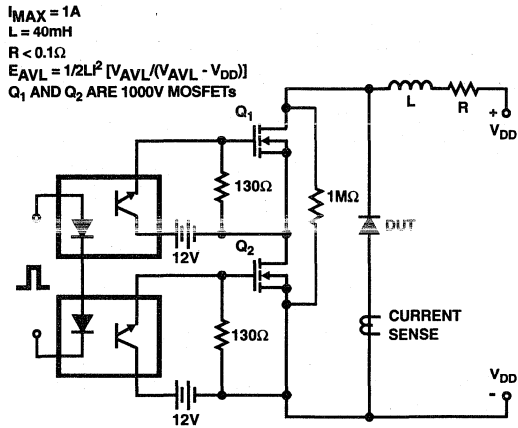 IMAX = 1A
L = 40mH
R < 0.1Ω
EAVL = 1/2LI² [VAVL/(VAVL - VDD)]
Q1 AND Q2 ARE 1000V MOSFETs
Q1
L
R
+
VDD
130Ω
1MΩ
DUT
12V
Q2
130Ω
CURRENT
SENSE
VDD
-
12V